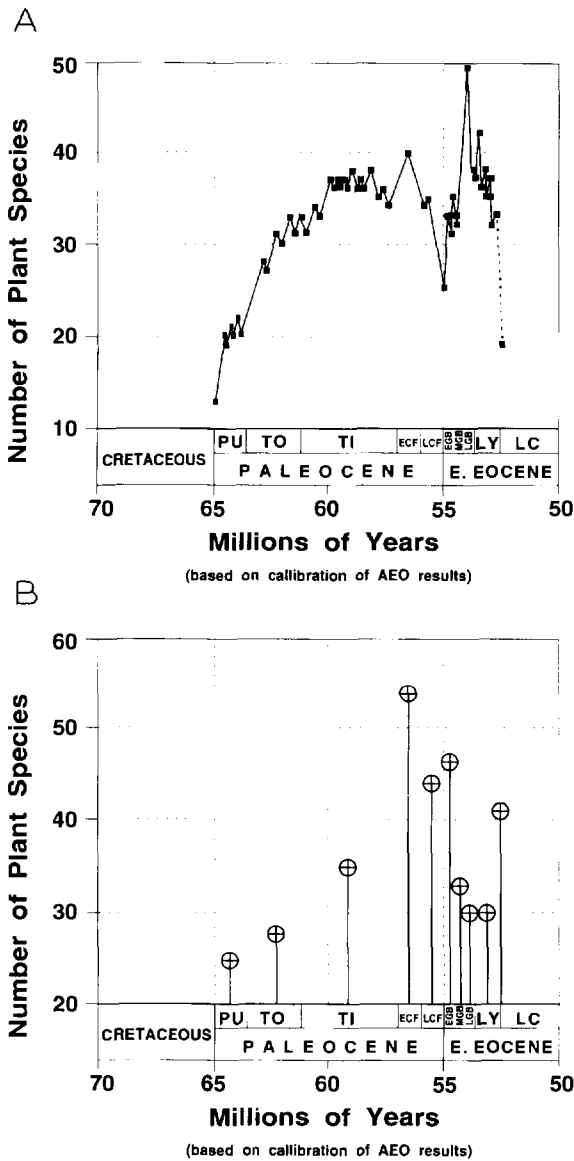 A
Number of Plant Species
50
40
30
20
10
PU TO TI ECF LCF EGB MGB LGB LY LC
CRETACEOUS
PALEOCENE E. EOCENE
70 65 60 55 50
Millions of Years
(based on callibration of AEO results)
B
Number of Plant Species
60
50
40
30
20
PU TO TI ECF LCF EGB MGB LGB LY LC
CRETACEOUS
PALEOCENE E. EOCENE
70 65 60 55 50
Millions of Years
(based on callibration of AEO results)